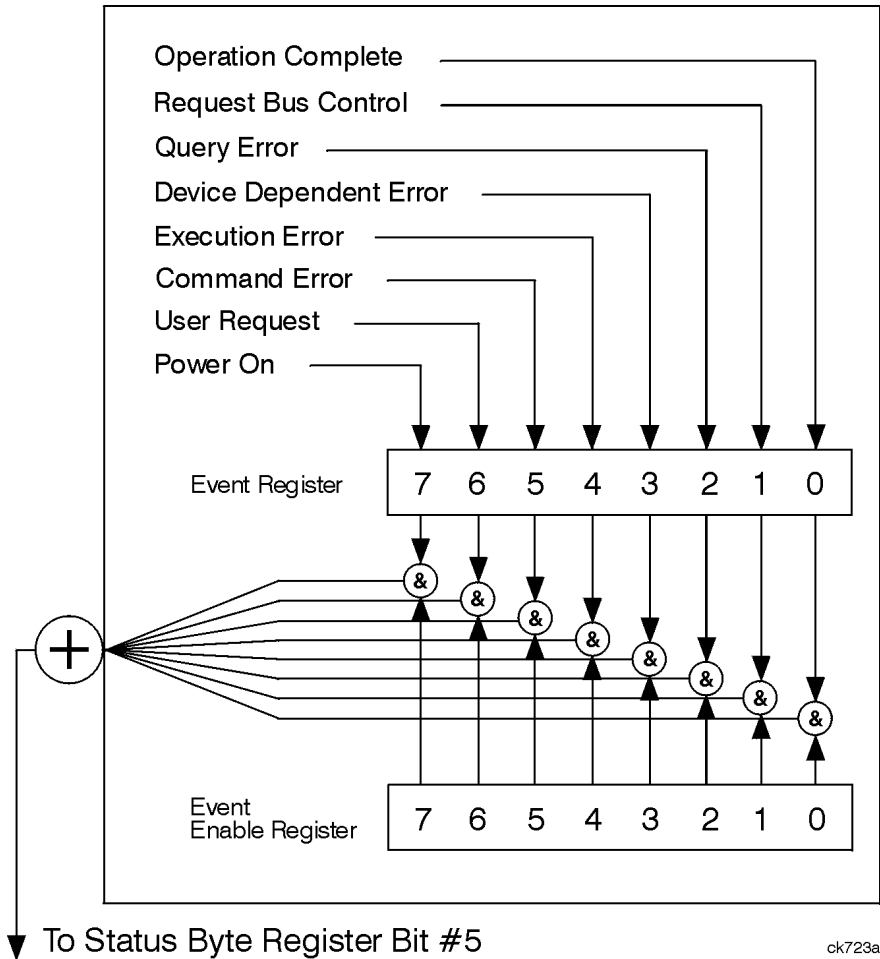 Operation Complete
Request Bus Control
Query Error
Device Dependent Error
Execution Error
Command Error
User Request
Power On
Event Register 7 6 5 4 3 2 1 0
&
&
&
&
&
&
&
&
+
Event
Enable Register 7 6 5 4 3 2 1 0
To Status Byte Register Bit #5
ck723a